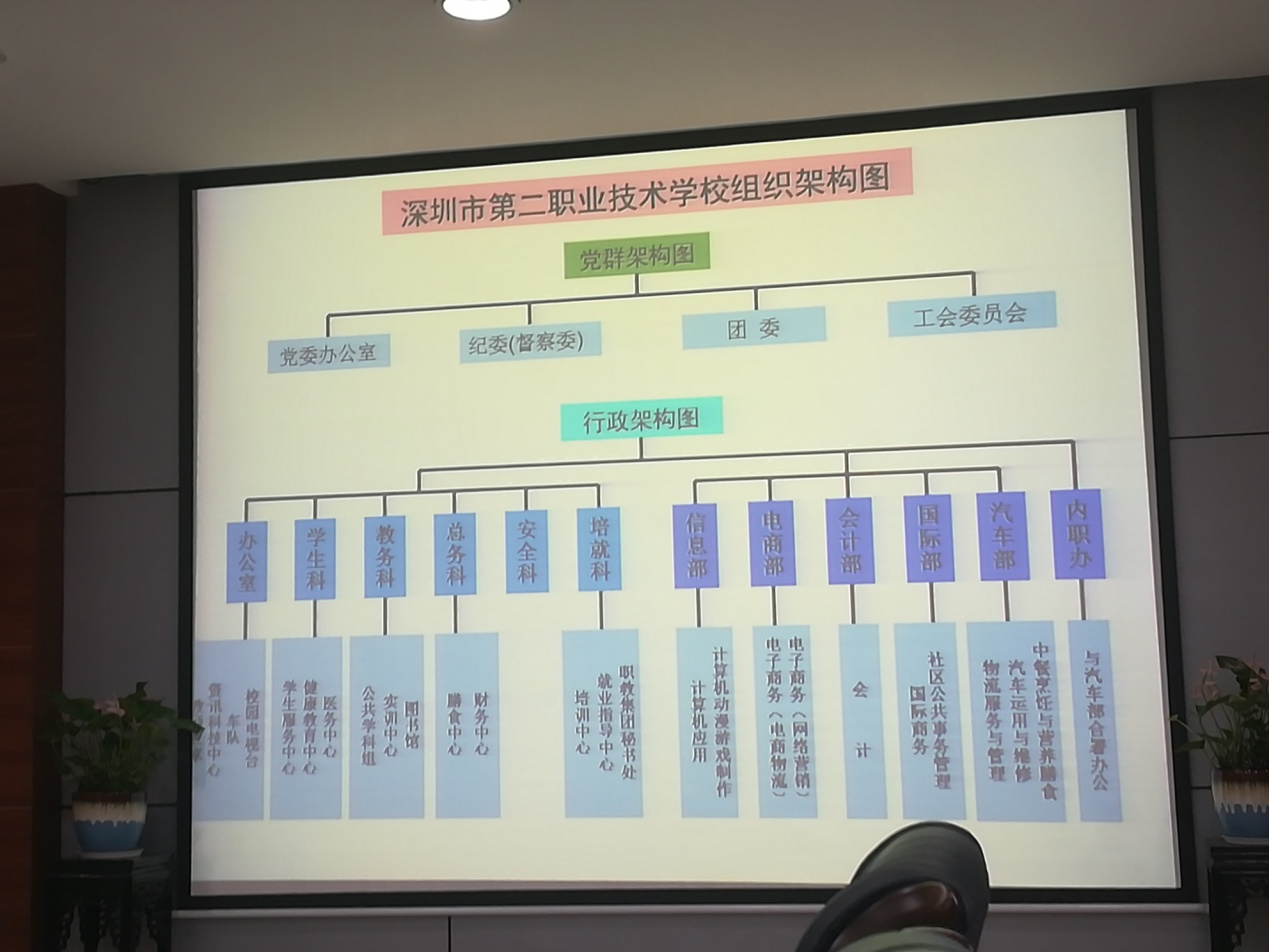 深圳市第二职业技术学校组织架构图
党群架构图
党委办公室
纪委(督察委)
团 委
工会委员会
行政架构图
办公室
学生科
教务科
总务科
安全科
培就科
信息部
电商部
会计部
国际部
汽车部
内职办
校园电视台
车队
资讯科技中心
医务中心
健康教育中心
学生服务中心
图书馆
实训中心
公共学科组
财务中心
膳食中心
职教集团秘书处
就业指导中心
培训中心
计算机动漫游戏制作
计算机应用
电子商务（网络营销）
电子商务（电商物流）
会 计
社区公共事务管理
国际商务
中餐烹饪与营养膳食
汽车运用与维修
物流服务与管理
与汽车部合署办公